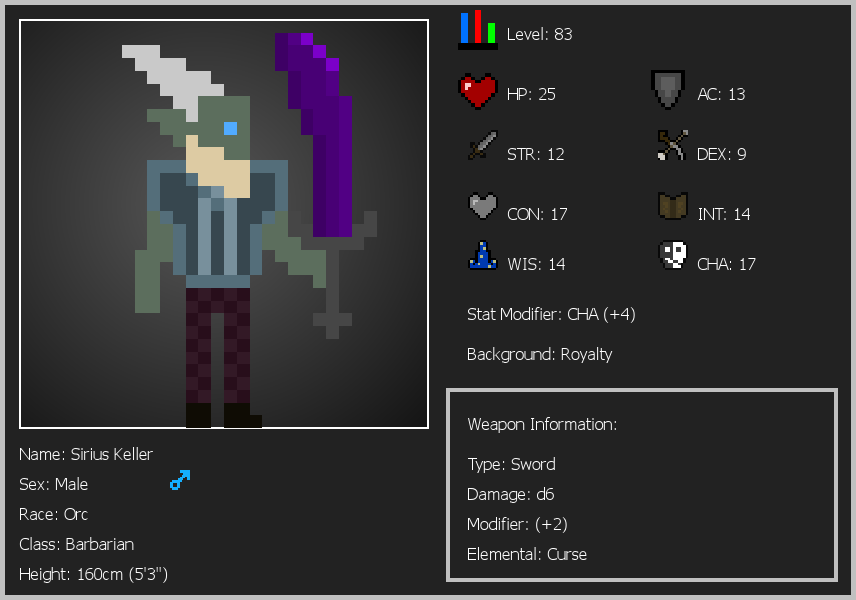 Level: 83
HP: 25
AC: 13
STR: 12
DEX: 9
CON: 17
INT: 14
WIS: 14
CHA: 17
Stat Modifier: CHA (+4)
Background: Royalty
Weapon Information:
Type: Sword
Damage: d6
Modifier: (+2)
Elemental: Curse
Name: Sirius Keller
Sex: Male
Race: Orc
Class: Barbarian
Height: 160cm (5'3")